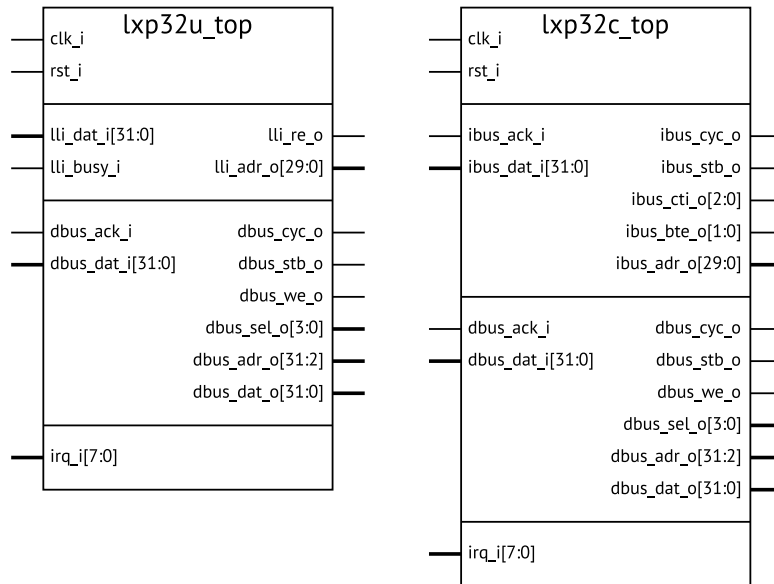 lxp32u_top
clk_i
rst_i
lli_dat_i[31:0] lli_re_o
lli_busy_i lli_adr_o[29:0]
dbus_ack_i dbus_cyc_o
dbus_dat_i[31:0] dbus_stb_o
dbus_we_o
dbus_sel_o[3:0]
dbus_adr_o[31:2]
dbus_dat_o[31:0]
irq_i[7:0]
lxp32c_top
clk_i
rst_i
ibus_ack_i ibus_cyc_o
ibus_dat_i[31:0] ibus_stb_o
ibus_cti_o[2:0]
ibus_bte_o[1:0]
ibus_adr_o[29:0]
dbus_ack_i dbus_cyc_o
dbus_dat_i[31:0] dbus_stb_o
dbus_we_o
dbus_sel_o[3:0]
dbus_adr_o[31:2]
dbus_dat_o[31:0]
irq_i[7:0]